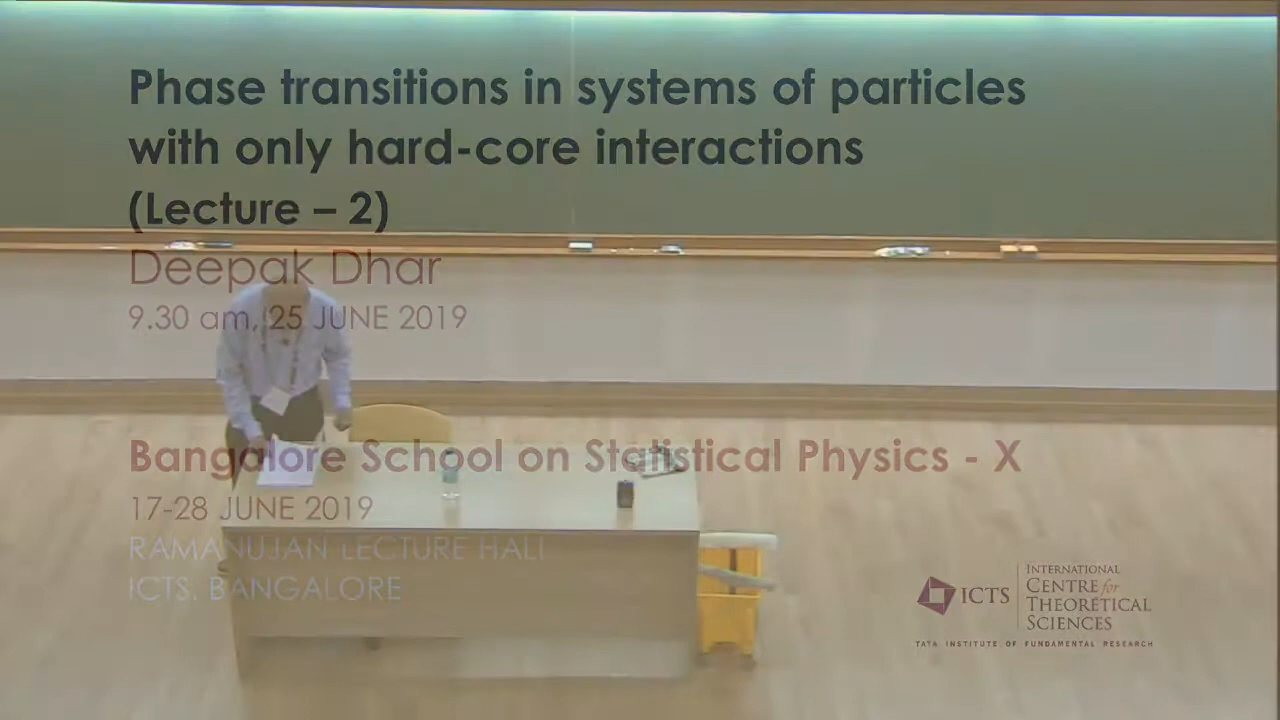 Phase transitions in systems of particles
with only hard-core interactions
(Lecture – 2)
Deepak Dhar
9.30 am, 25 JUNE 2019
Bangalore School on Statistical Physics - X
17-28 JUNE 2019
RAMANUJAN LECTURE HALL
ICTS, BANGALORE
ICTS
INTERNATIONAL
CENTRE for
THEORETICAL
SCIENCES
TATA INSTITUTE OF FUNDAMENTAL RESEARCH